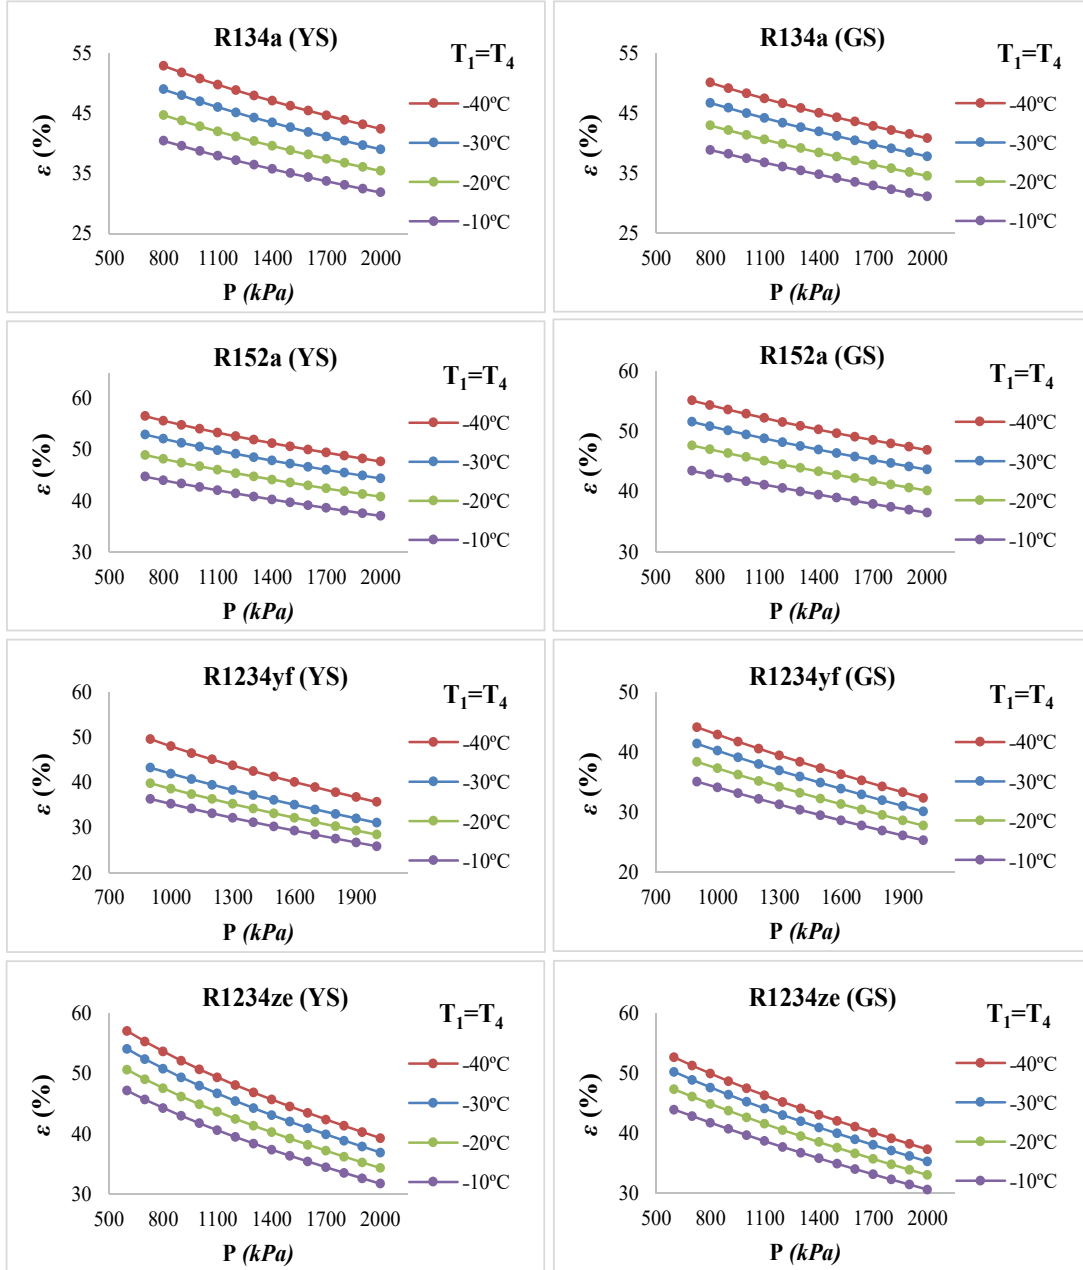 R134a (YS)
T₁=T₄
ε (%)
55
45
35
25
500 800 1100 1400 1700 2000
P (kPa)
-40ºC
-30ºC
-20ºC
-10ºC
R134a (GS)
T₁=T₄
ε (%)
55
45
35
25
500 800 1100 1400 1700 2000
P (kPa)
-40ºC
-30ºC
-20ºC
-10ºC
R152a (YS)
T₁=T₄
ε (%)
60
50
40
30
500 800 1100 1400 1700 2000
P (kPa)
-40ºC
-30ºC
-20ºC
-10ºC
R152a (GS)
T₁=T₄
ε (%)
60
50
40
30
500 800 1100 1400 1700 2000
P (kPa)
-40ºC
-30ºC
-20ºC
-10ºC
R1234yf (YS)
T₁=T₄
ε (%)
60
50
40
30
20
700 1000 1300 1600 1900
P (kPa)
-40ºC
-30ºC
-20ºC
-10ºC
R1234yf (GS)
T₁=T₄
ε (%)
50
40
30
20
700 1000 1300 1600 1900
P (kPa)
-40ºC
-30ºC
-20ºC
-10ºC
R1234ze (YS)
T₁=T₄
ε (%)
60
50
40
30
500 800 1100 1400 1700 2000
P (kPa)
-40ºC
-30ºC
-20ºC
-10ºC
R1234ze (GS)
T₁=T₄
ε (%)
60
50
40
30
500 800 1100 1400 1700 2000
P (kPa)
-40ºC
-30ºC
-20ºC
-10ºC